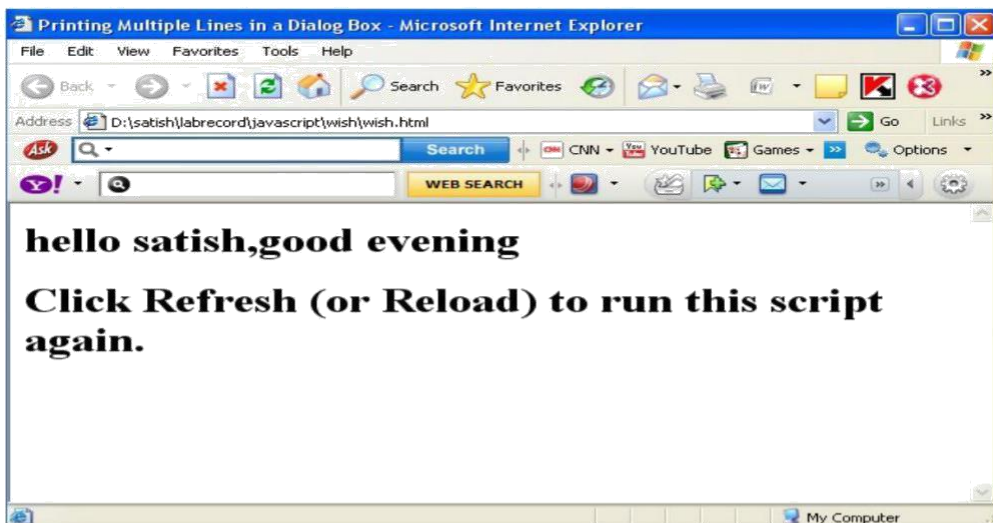 Printing Multiple Lines in a Dialog Box - Microsoft Internet Explorer
File Edit View Favorites Tools Help
Back Search Favorites
Address D:\satish\labrecord\javascript\wish\wish.html Go Links
Ask Search CNN YouTube Games Options
Y! WEB SEARCH
hello satish,good evening
Click Refresh (or Reload) to run this script
again.
My Computer